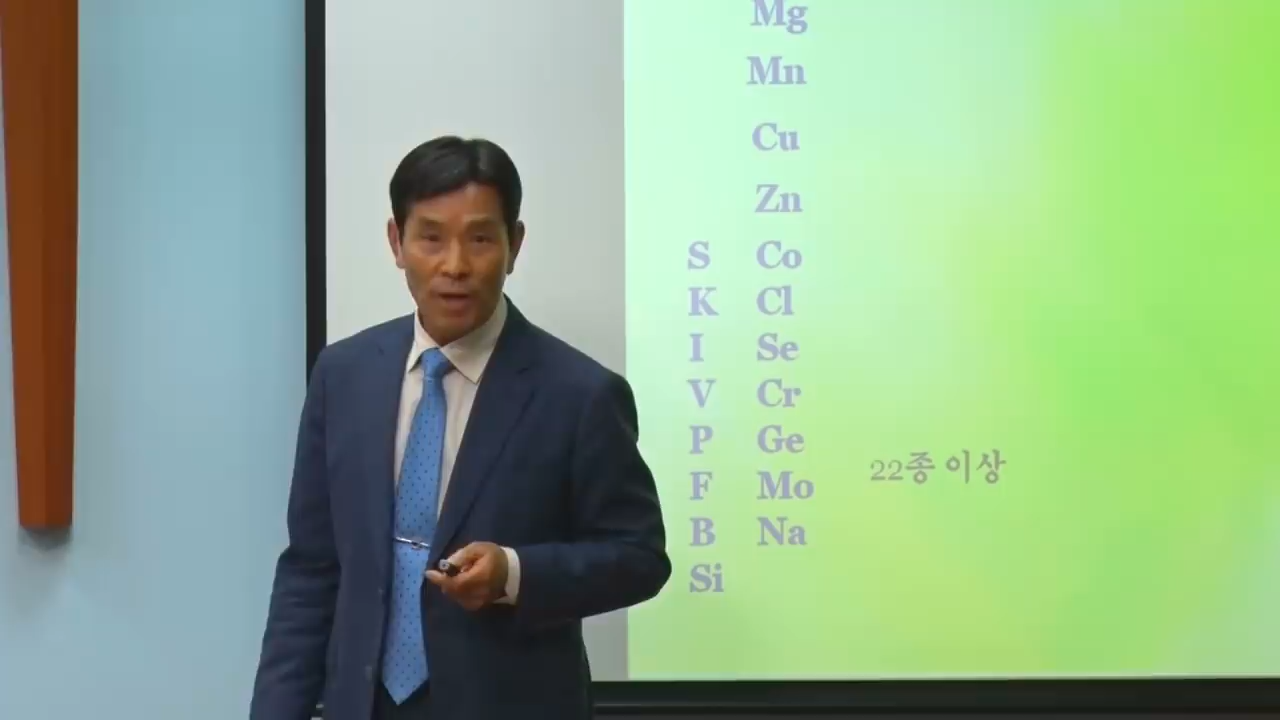 Mg
Mn
Cu
Zn
S Co
K Cl
I Se
V Cr
P Ge
22종 이상
F Mo
B Na
Si